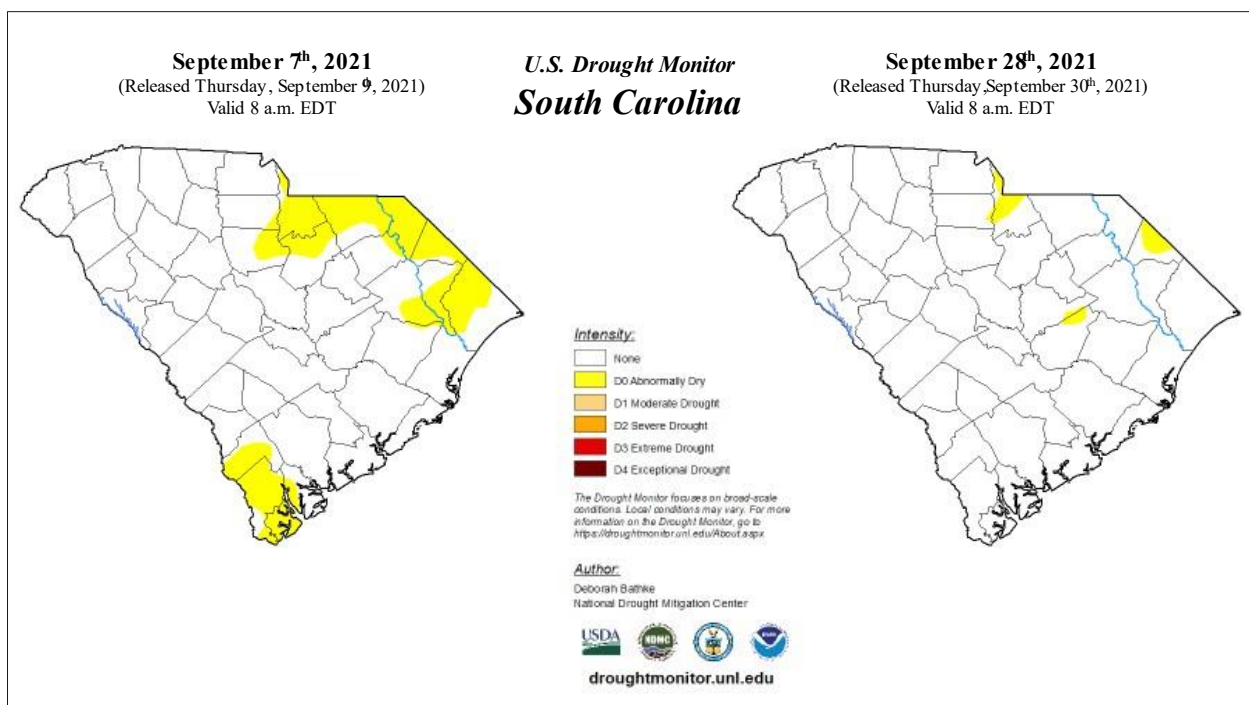 September 7th, 2021
(Released Thursday, September 9, 2021)
Valid 8 a.m. EDT
U.S. Drought Monitor
South Carolina
September 28th, 2021
(Released Thursday,September 30th, 2021)
Valid 8 a.m. EDT
Intensity:
None
D0 Abnormally Dry
D1 Moderate Drought
D2 Severe Drought
D3 Extreme Drought
D4 Exceptional Drought
The Drought Monitor focuses on broad-scale
conditions. Local conditions may vary. For more
information on the Drought Monitor, go to
https://droughtmonitor.unl.edu/About.aspx
Author:
Deborah Bathke
National Drought Mitigation Center
USDA
NDMC
droughtmonitor.unl.edu